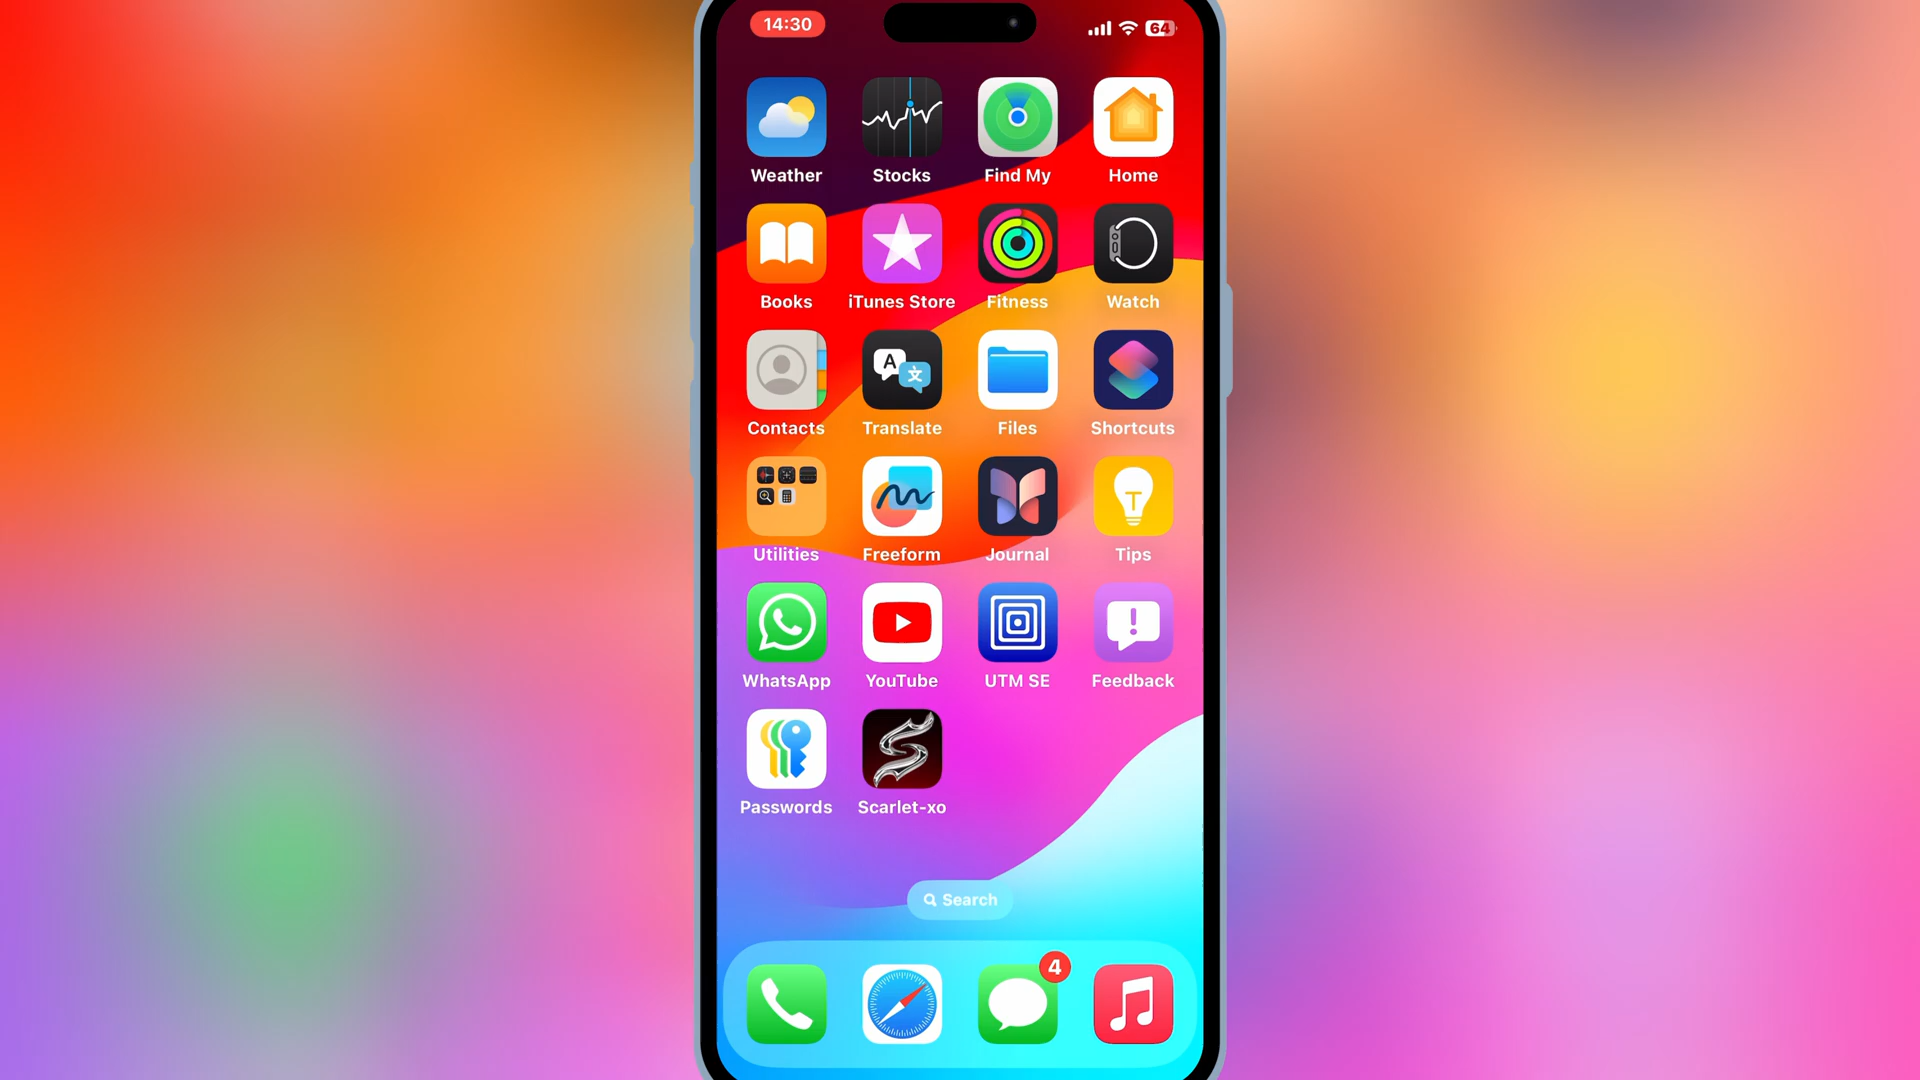 14:30
64
Weather Stocks Find My Home
Books iTunes Store Fitness Watch
A
文
Contacts Translate Files Shortcuts
T
Utilities Freeform Journal Tips
WhatsApp YouTube UTM SE Feedback
Passwords Scarlet-xo
Search
4